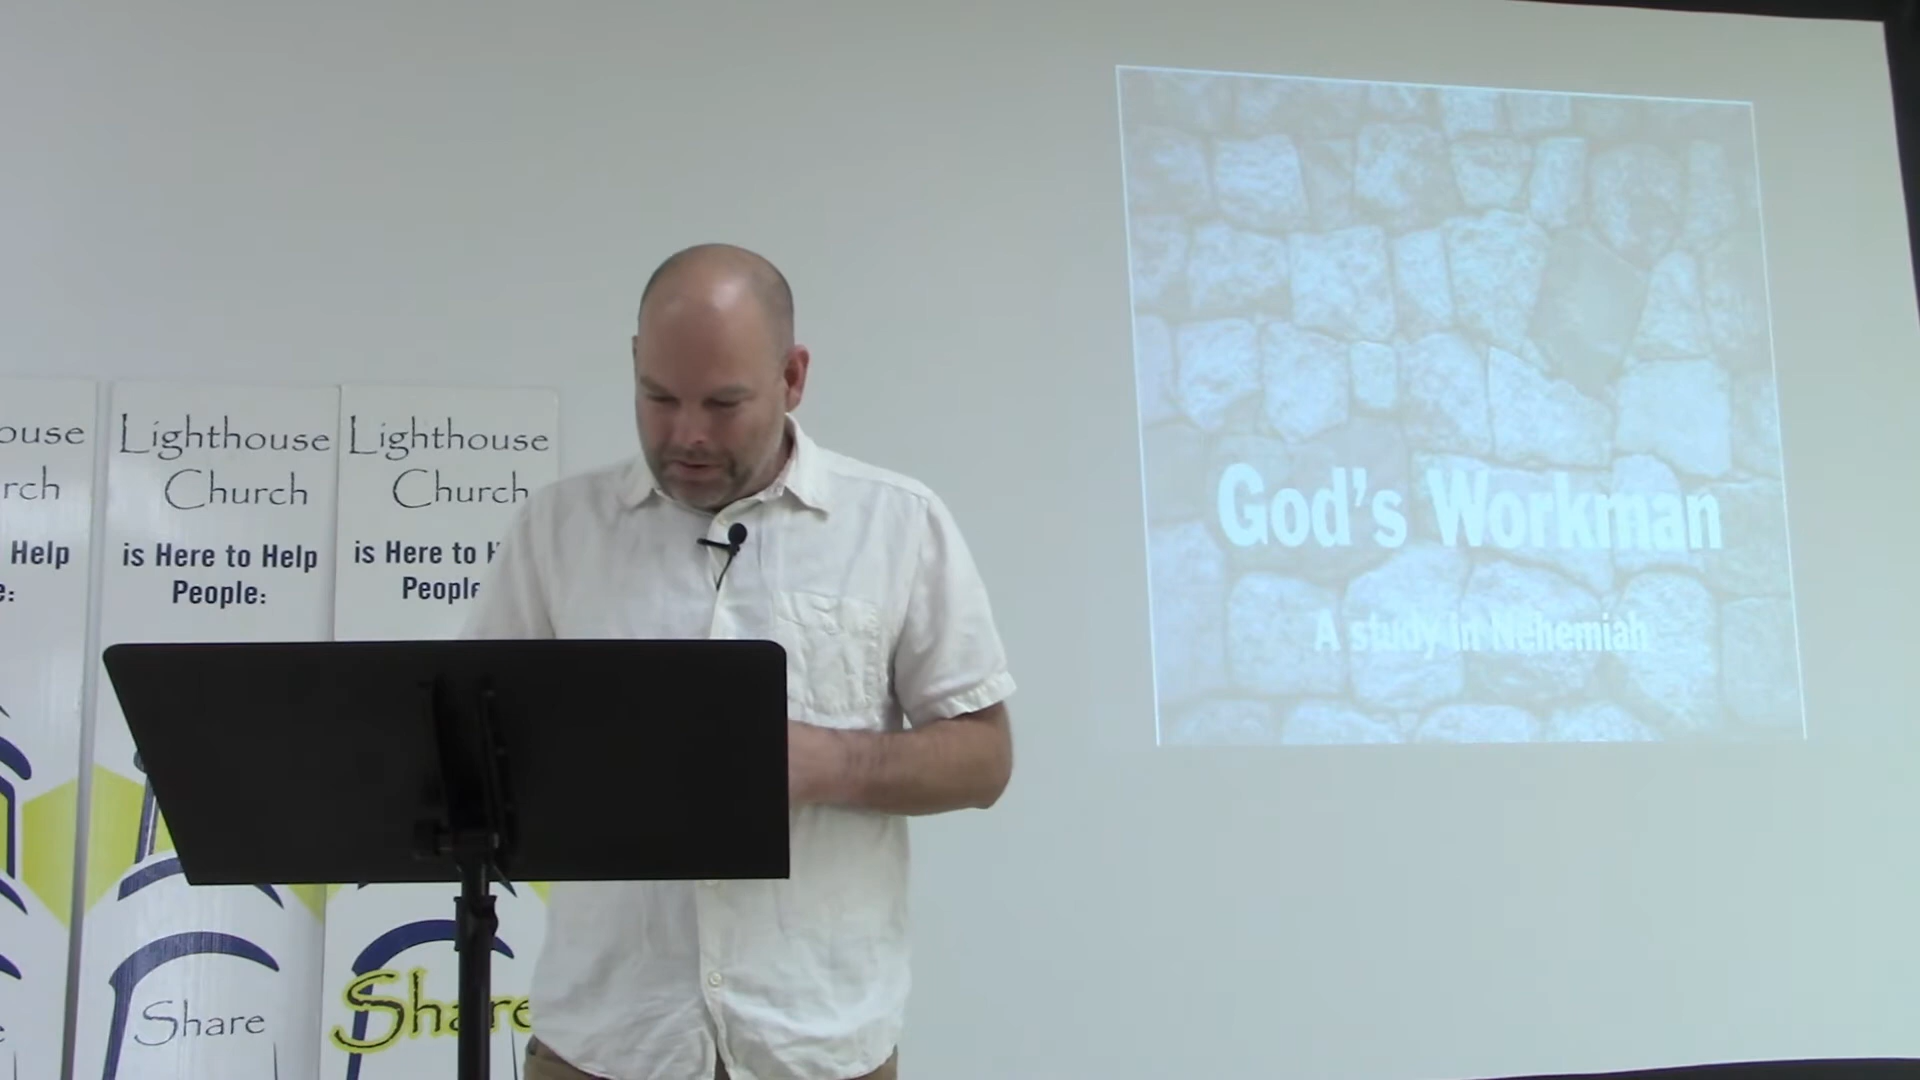 ouse
rch
Help
e:
Lighthouse
Church
is Here to Help
People:
Share
Lighthouse
Church
is Here to H
People
Share
God's Workman
A study in Nehemiah